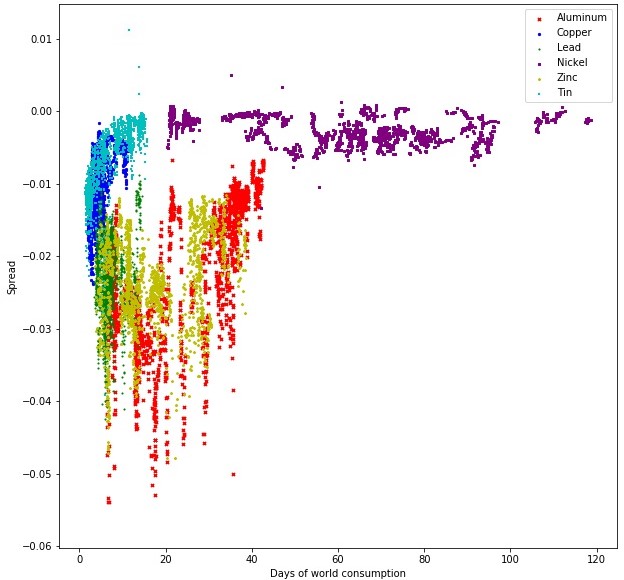 Aluminum
Copper
Lead
Nickel
Zinc
Tin
0.01
0.00
−0.01
−0.02
−0.03
−0.04
−0.05
−0.06
Spread
0 20 40 60 80 100 120
Days of world consumption